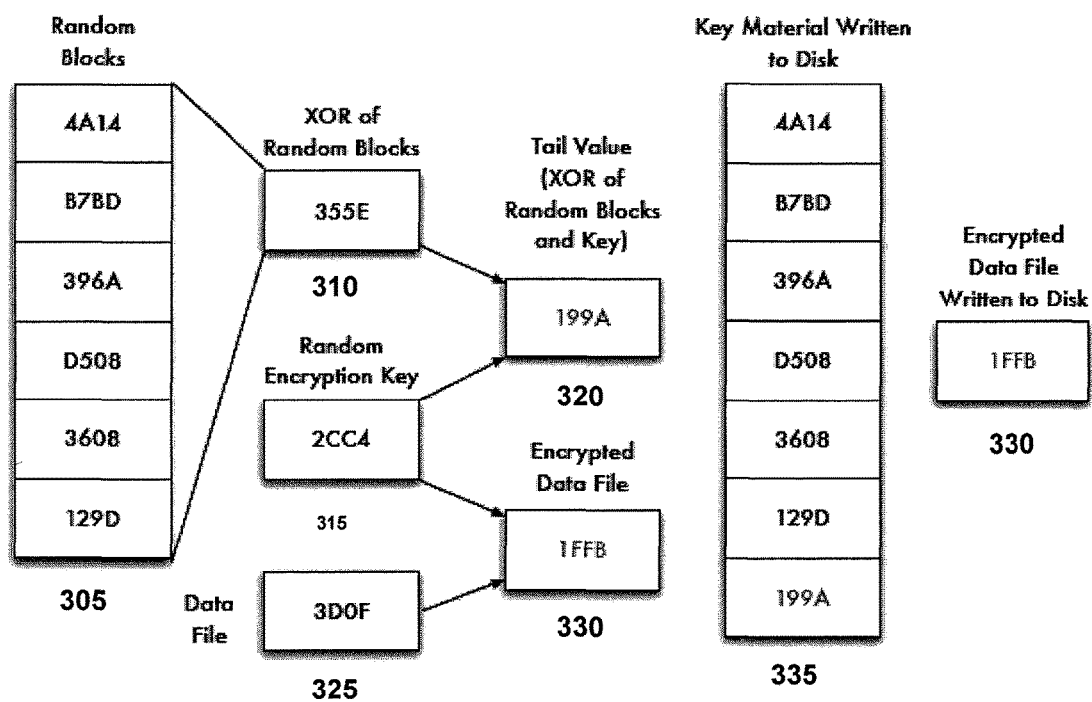 Random
Blocks
4A14
B7BD
396A
D508
3608
129D
305
XOR of
Random Blocks
355E
310
Random
Encryption Key
2CC4
315
Data
File
3D0F
325
Tail Value
(XOR of
Random Blocks
and Key)
199A
320
Encrypted
Data File
1FFB
330
Key Material Written
to Disk
4A14
B7BD
396A
D508
3608
129D
199A
335
Encrypted
Data File
Written to Disk
1FFB
330